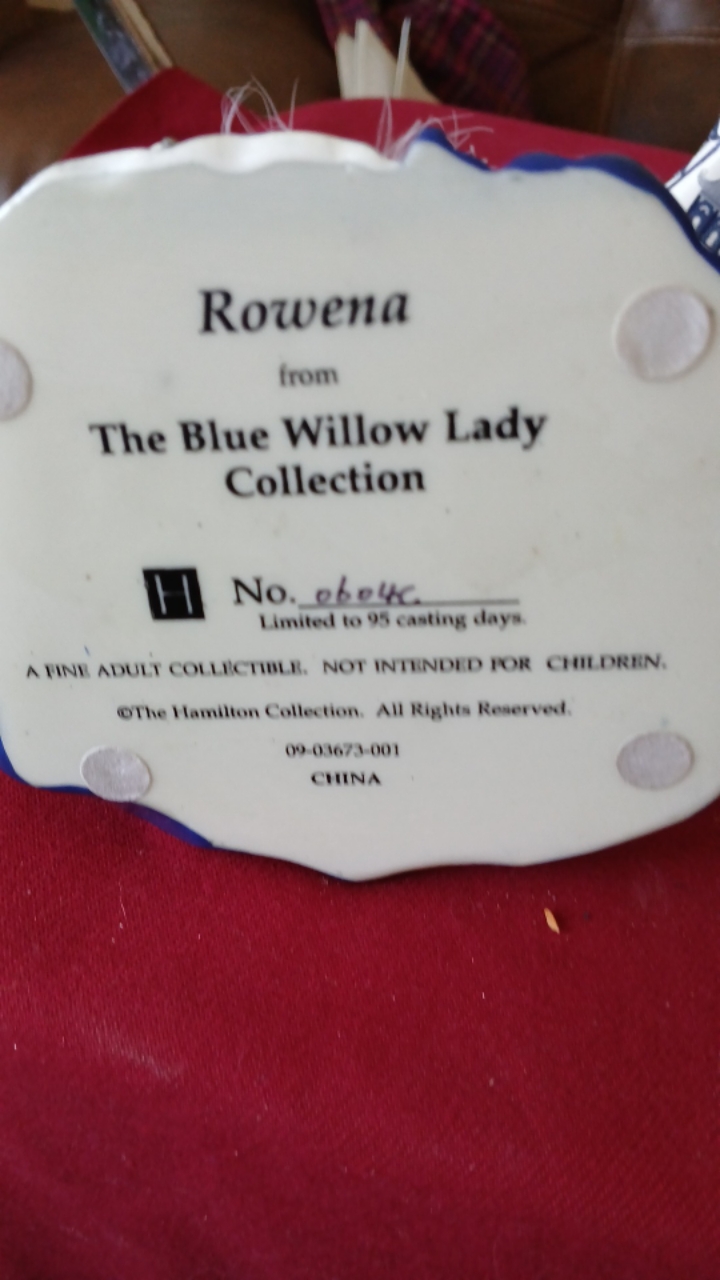 Rowena
from
The Blue Willow Lady
Collection
H No. 0604C
Limited to 95 casting days.
A FINE ADULT COLLECTIBLE. NOT INTENDED FOR CHILDREN.
©The Hamilton Collection. All Rights Reserved.
09-03673-001
CHINA